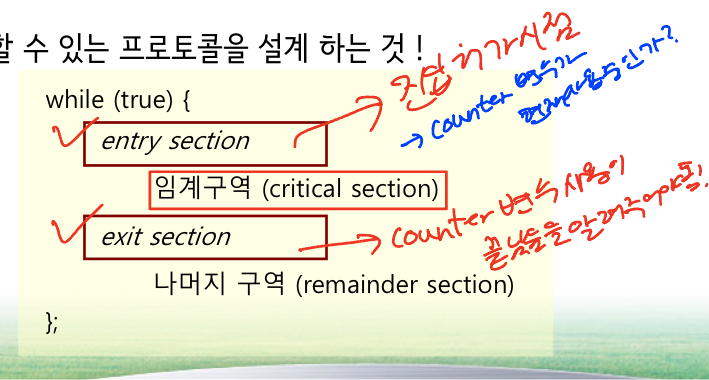 할 수 있는 프로토콜을 설계 하는 것 !
while (true) {
entry section
진입허가시점
→ counter 변수가
현재사용중인가?
임계구역 (critical section)
exit section
counter 변수 사용이
끝났음을 알려주어야함!
나머지 구역 (remainder section)
};